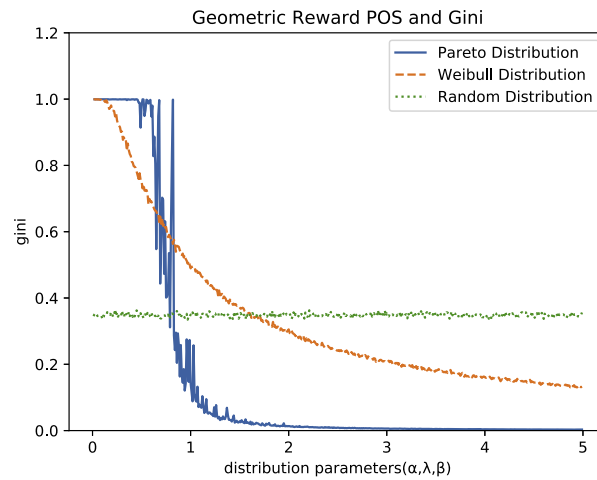 Geometric Reward POS and Gini
1.2
1.0
0.8
0.6
0.4
0.2
0.0
gini
Pareto Distribution
Weibull Distribution
Random Distribution
0 1 2 3 4 5
distribution parameters(α,λ,β)